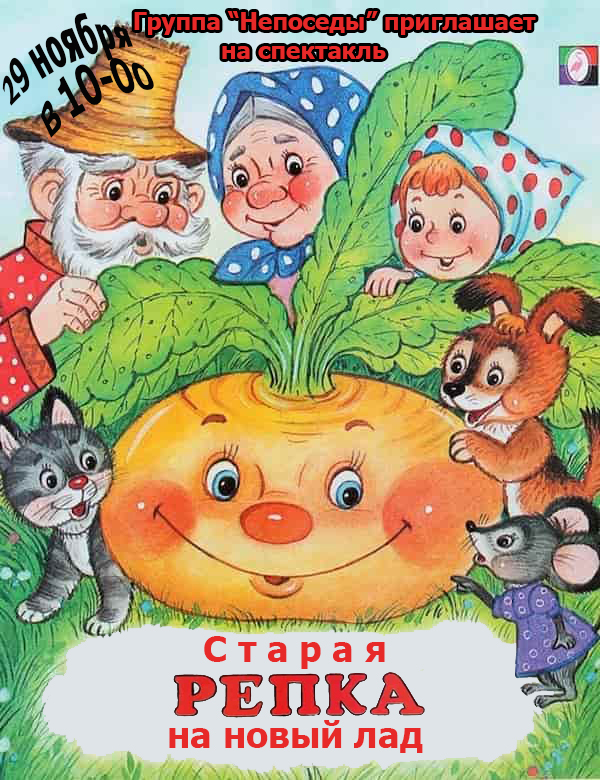 29 ноября
в 10-00
Группа “Непоседы” приглашает
на спектакль
Старая
РЕПКА
на новый лад